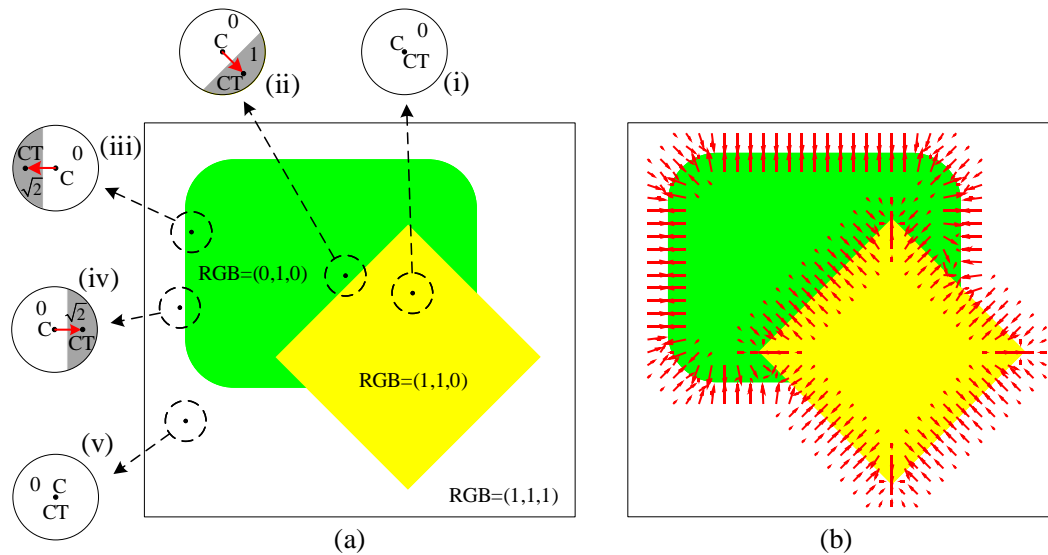 0
C
1
CT
(ii)
0
C
CT
(i)
CT
0
√2
C
(iii)
RGB=(0,1,0)
(iv)
0
√2
C
CT
RGB=(1,1,0)
(v)
0
C
CT
RGB=(1,1,1)
(a)
(b)